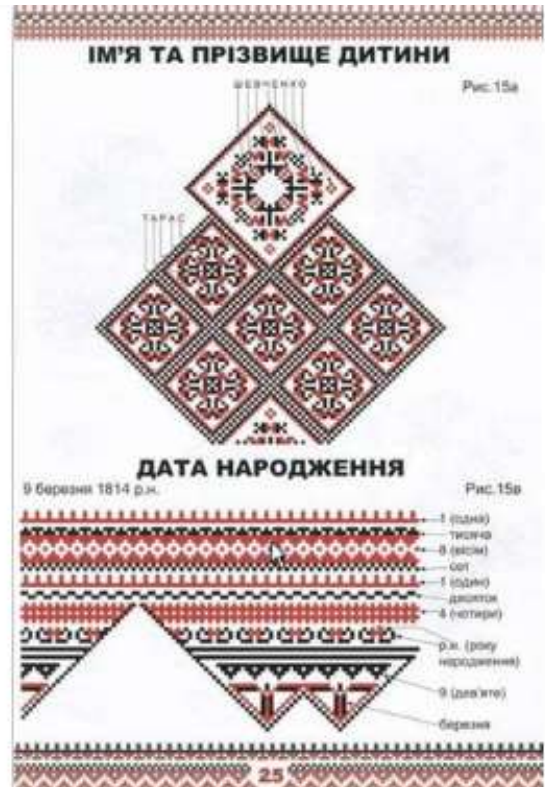 ІМ'Я ТА ПРІЗВИЩЕ ДИТИНИ
Рис.15а
ШЕВЧЕНКО
ТАРАС
ДАТА НАРОДЖЕННЯ
9 березня 1814 р.н.
Рис.15в
1 (одна)
тисяча
8 (вісім)
сот
1 (один)
десяток
4 (чотири)
р.н. (року
народження)
9 (дев'яте)
березня
25